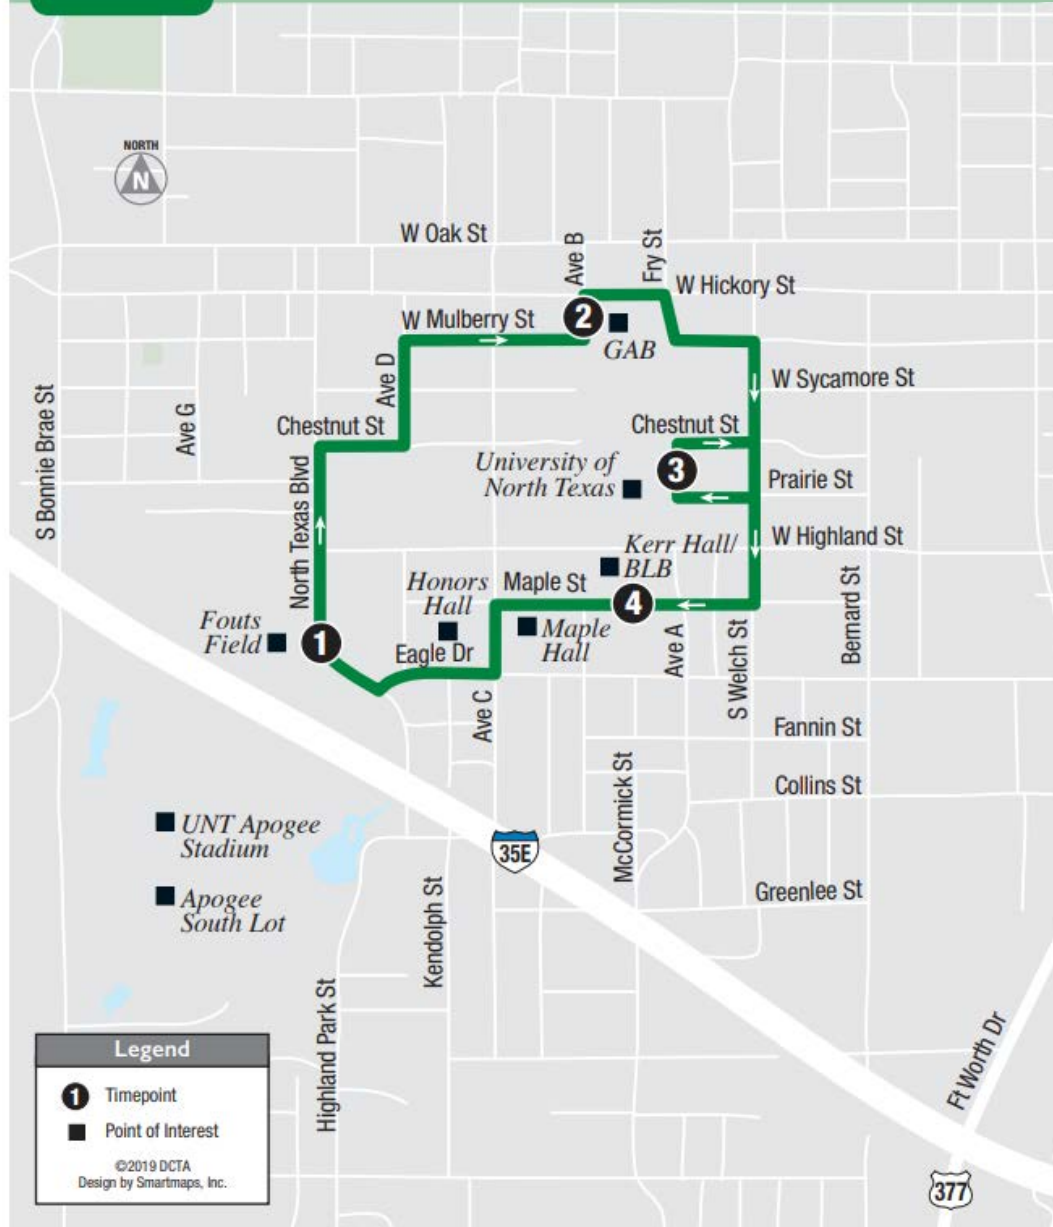 NORTH
N
W Oak St
Ave B
Fry St
W Hickory St
2
W Mulberry St
GAB
Ave D
W Sycamore St
S Bonnie Brae St
Ave G
Chestnut St
Chestnut St
University of
North Texas
3
Prairie St
North Texas Blvd
W Highland St
Kerr Hall/
BLB
Honors
Hall
Maple St
4
Bernard St
Fouts
Field
1
Eagle Dr
Maple
Hall
Ave A
S Welch St
Ave C
Fannin St
McCormick St
Collins St
UNT Apogee
Stadium
35E
Apogee
South Lot
Greenlee St
Kendolph St
Highland Park St
Ft Worth Dr
377
Legend
1 Timepoint
Point of Interest
©2019 DCTA
Design by Smartmaps, Inc.